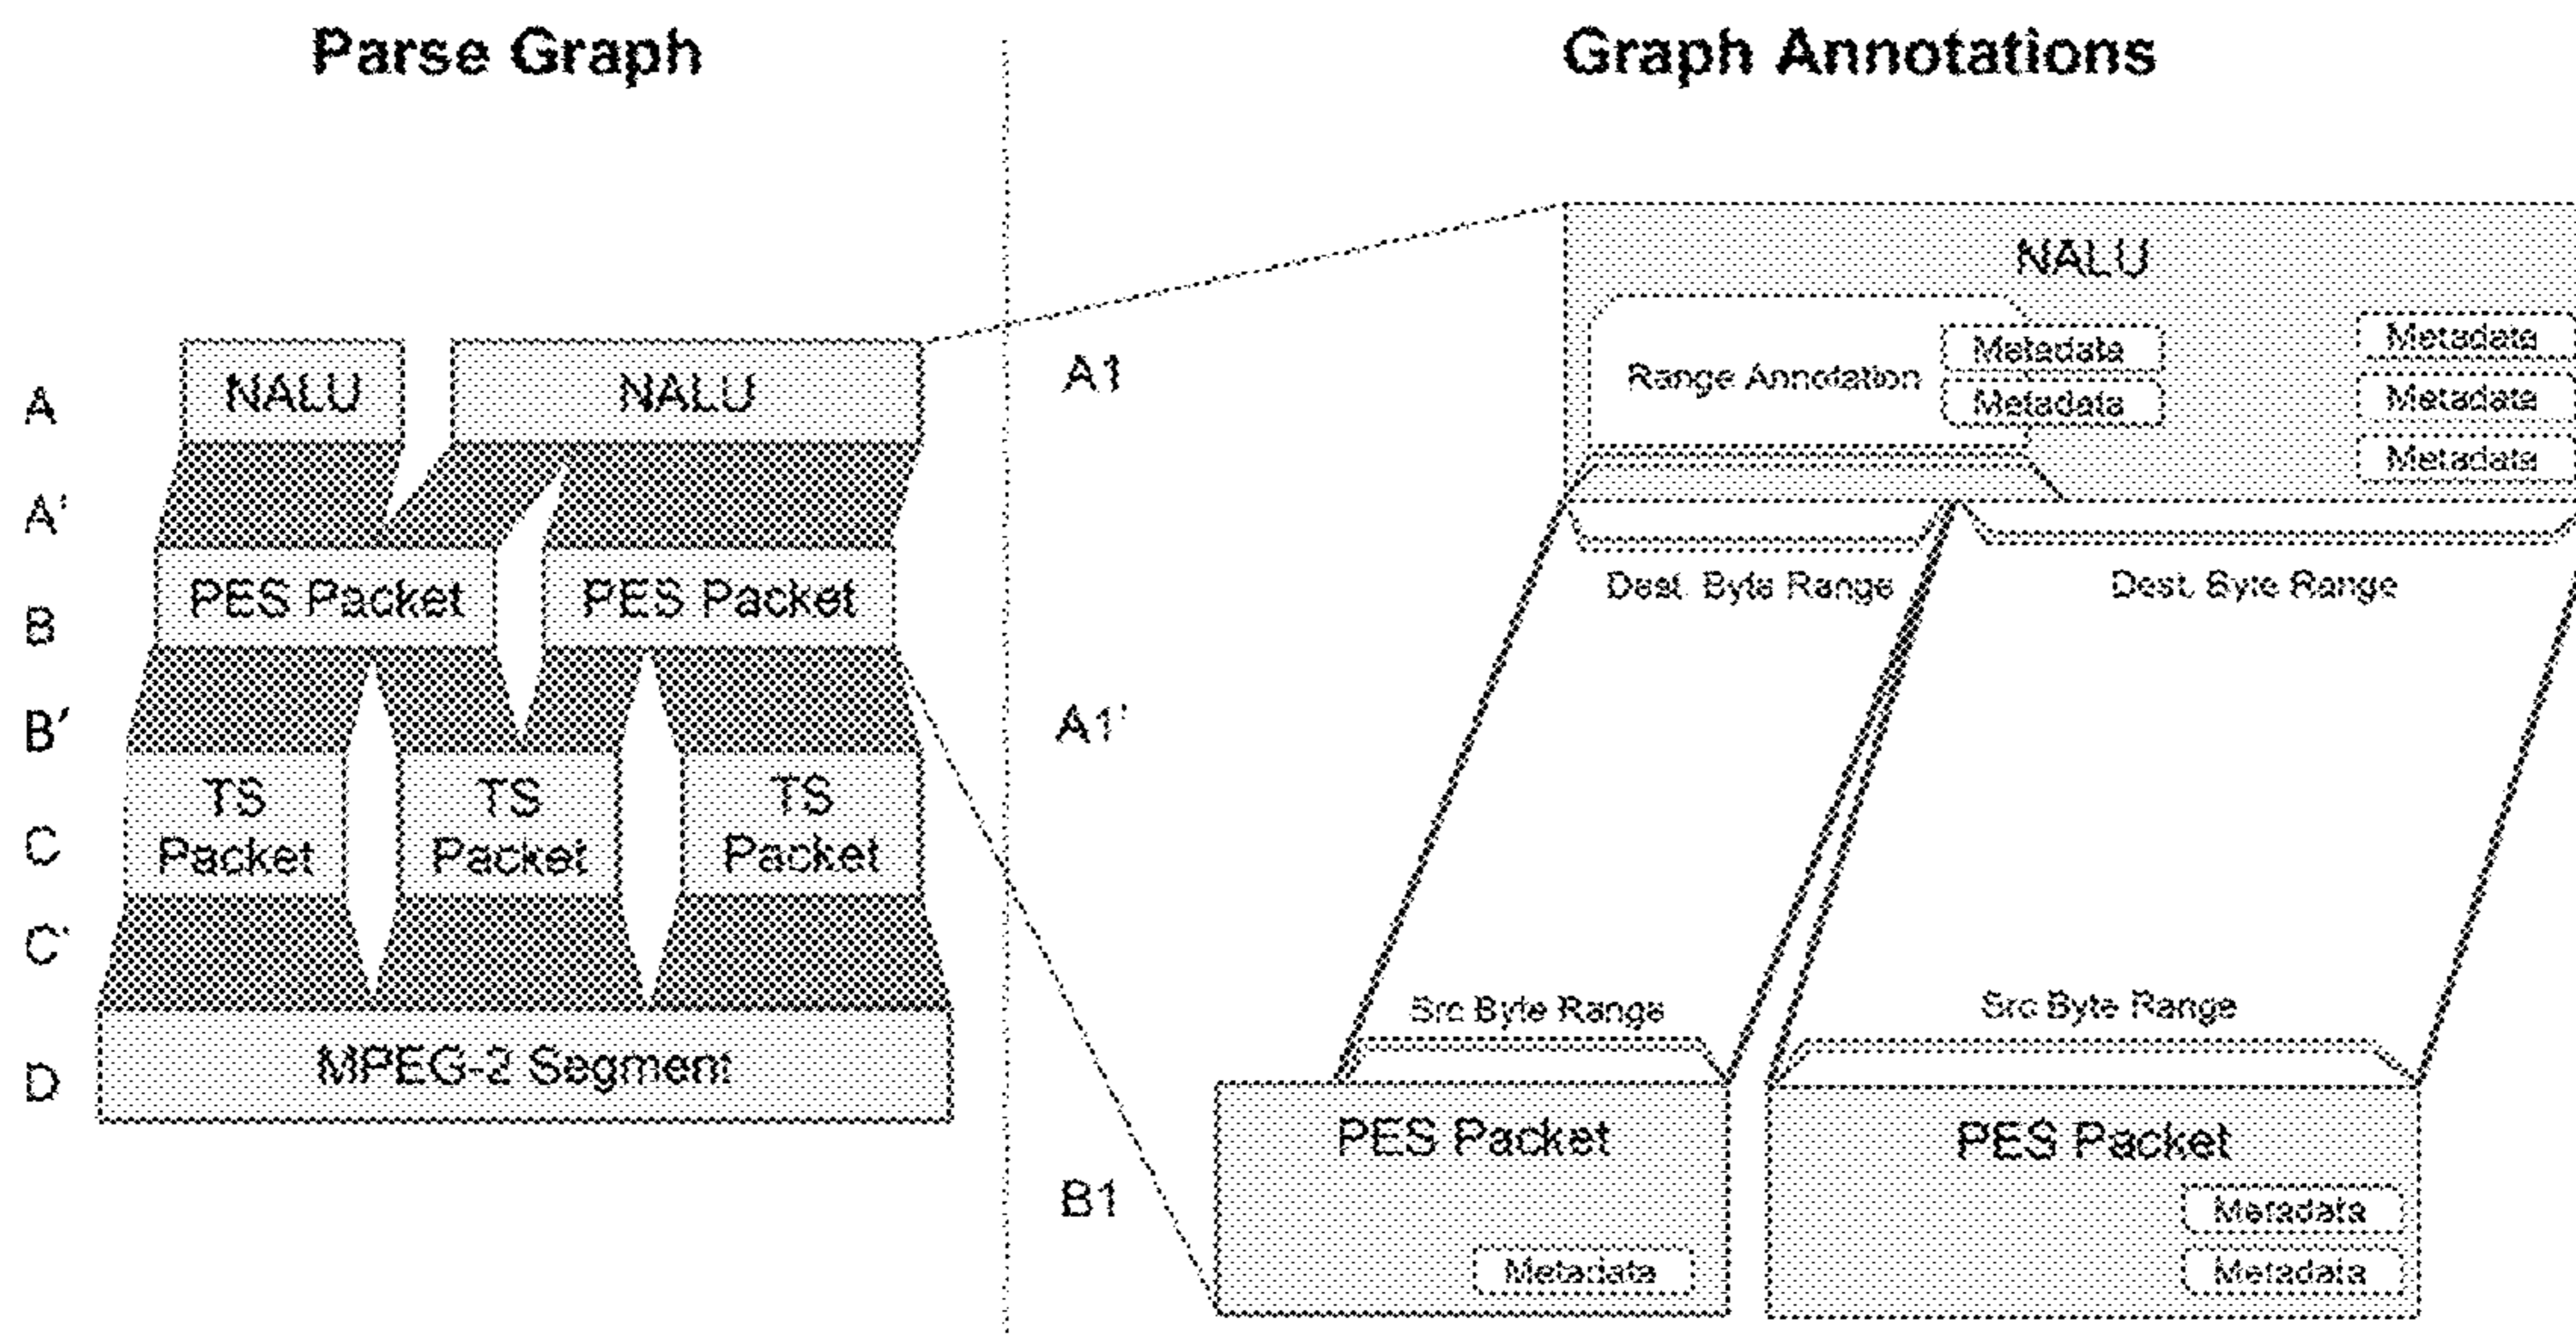 Parse Graph
Graph Annotations
A
NALU
NALU
A'
B
PES Packet
PES Packet
B'
C
TS
Packet
TS
Packet
TS
Packet
C'
D
MPEG-2 Segment
A1
NALU
Range Annotation
Metadata
Metadata
Metadata
Metadata
Metadata
Dest. Byte Range
Dest. Byte Range
A1'
Src Byte Range
Src Byte Range
B1
PES Packet
Metadata
PES Packet
Metadata
Metadata